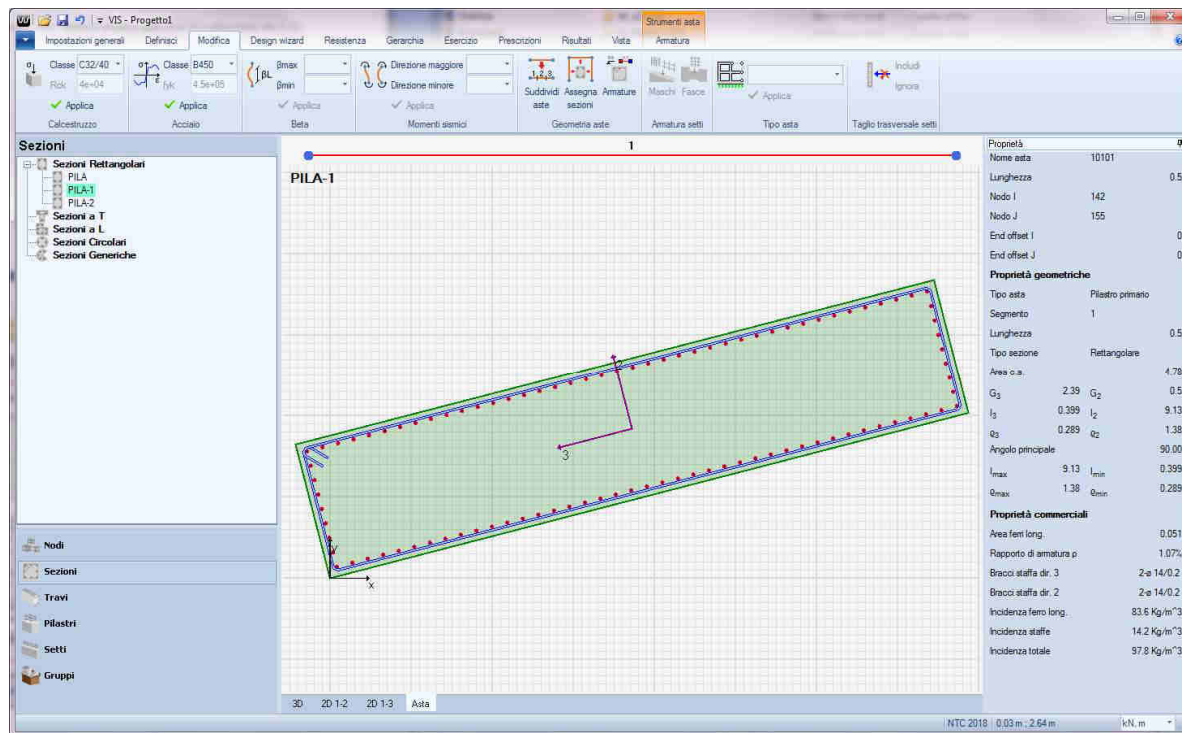 VIS - Progetto1
Strumenti asta
Impostazioni generali Definisci Modifica Design wizard Resistenza Gerarchia Esercizio Prescrizioni Risultati Vista Armatura
Classe C32/40 Classe B450 βmax Direzione maggiore Includi
Rck 4e+04 fyk 4.5e+05 βL βmin Direzione minore Suddividi aste Assegna sezioni Armature Maschi Fasce Applica Ignora
Applica Applica Applica Applica
Calcestruzzo Acciaio Beta Momenti sismici Geometria aste Armatura setti Tipo asta Taglio trasversale setti
Sezioni
Sezioni Rettangolari
PILA
PILA-1
PILA-2
Sezioni a T
Sezioni a L
Sezioni Circolari
Sezioni Generiche
Nodi
Sezioni
Travi
Pilastri
Setti
Gruppi
1
PILA-1
2
3
Y
x
3D 2D 1-2 2D 1-3 Asta
Proprietà
Nome asta 10101
Lunghezza 0.5
Nodo I 142
Nodo J 155
End offset I 0
End offset J 0
Proprietà geometriche
Tipo asta Pilastro primario
Segmento 1
Lunghezza 0.5
Tipo sezione Rettangolare
Area c.a. 4.78
G3 2.39 G2 0.5
I3 0.399 I2 9.13
ϱ3 0.289 ϱ2 1.38
Angolo principale 90.00
Imax 9.13 Imin 0.399
ϱmax 1.38 ϱmin 0.289
Proprietà commerciali
Area ferri long. 0.051
Rapporto di armatura ρ 1.07%
Bracci staffa dir. 3 2-ø 14/0.2
Bracci staffa dir. 2 2-ø 14/0.2
Incidenza ferro long. 83.6 Kg/m^3
Incidenza staffe 14.2 Kg/m^3
Incidenza totale 97.8 Kg/m^3
NTC 2018 0.03 m ; 2.64 m kN, m